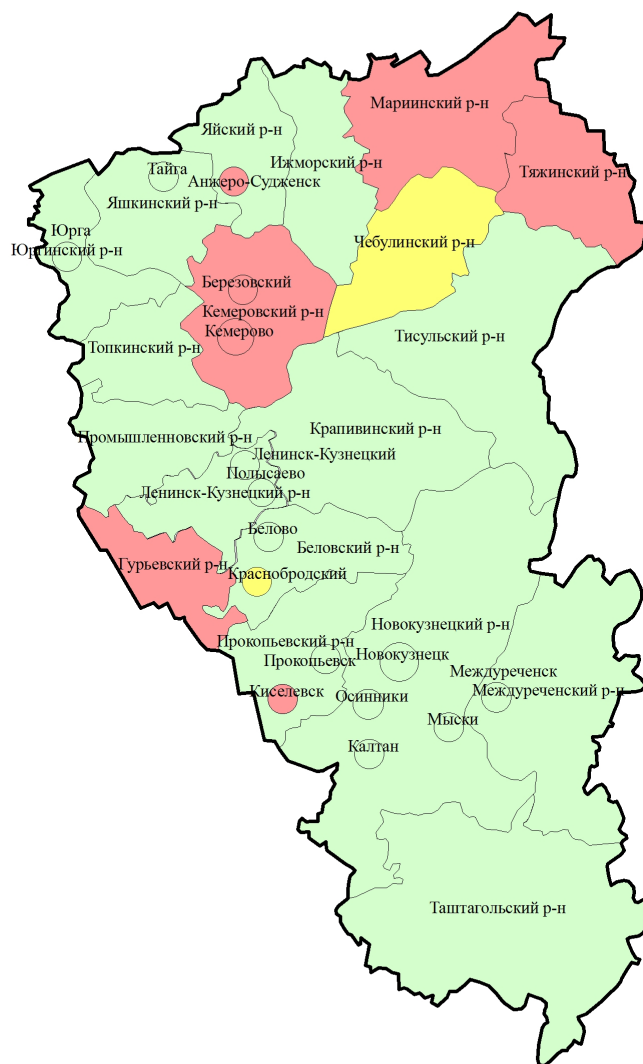 Мариинский р-н
Яйский р-н
Ижморский р-н
Тайга
Тяжинский р-н
Анжеро-Судженск
Яшкинский р-н
Юрга
Чебулинский р-н
Юргинский р-н
Березовский
Кемеровский р-н
Кемерово
Тисульский р-н
Топкинский р-н
Крапивинский р-н
Промышленновский р-н
Ленинск-Кузнецкий
Полысаево
Ленинск-Кузнецкий р-н
Белово
Беловский р-н
Гурьевский р-н
Краснобродский
Новокузнецкий р-н
Прокопьевский р-н
Прокопьевск
Новокузнецк
Междуреченск
Киселевск
Междуреченский р-н
Осинники
Мыски
Калтан
Таштагольский р-н